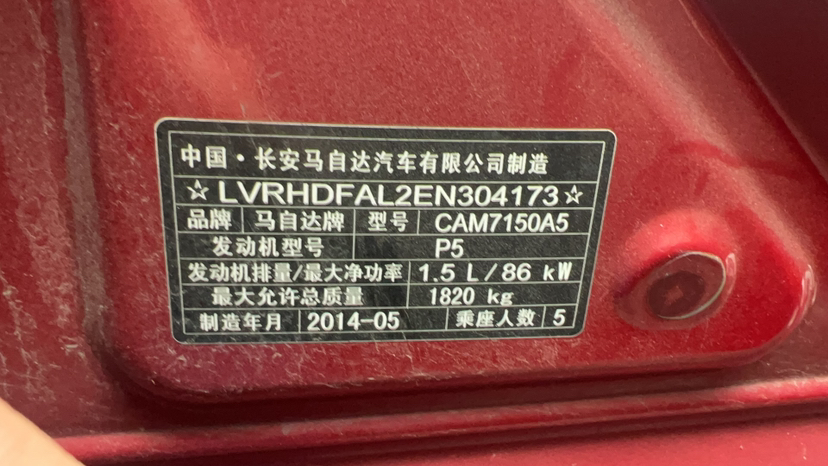 中国·长安马自达汽车有限公司制造
☆LVRHDFAL2EN304173☆
品牌 马自达牌 型号 CAM7150A5
发动机型号 P5
发动机排量/最大净功率 1.5 L/86 kW
最大允许总质量 1820 kg
制造年月 2014-05 乘座人数 5